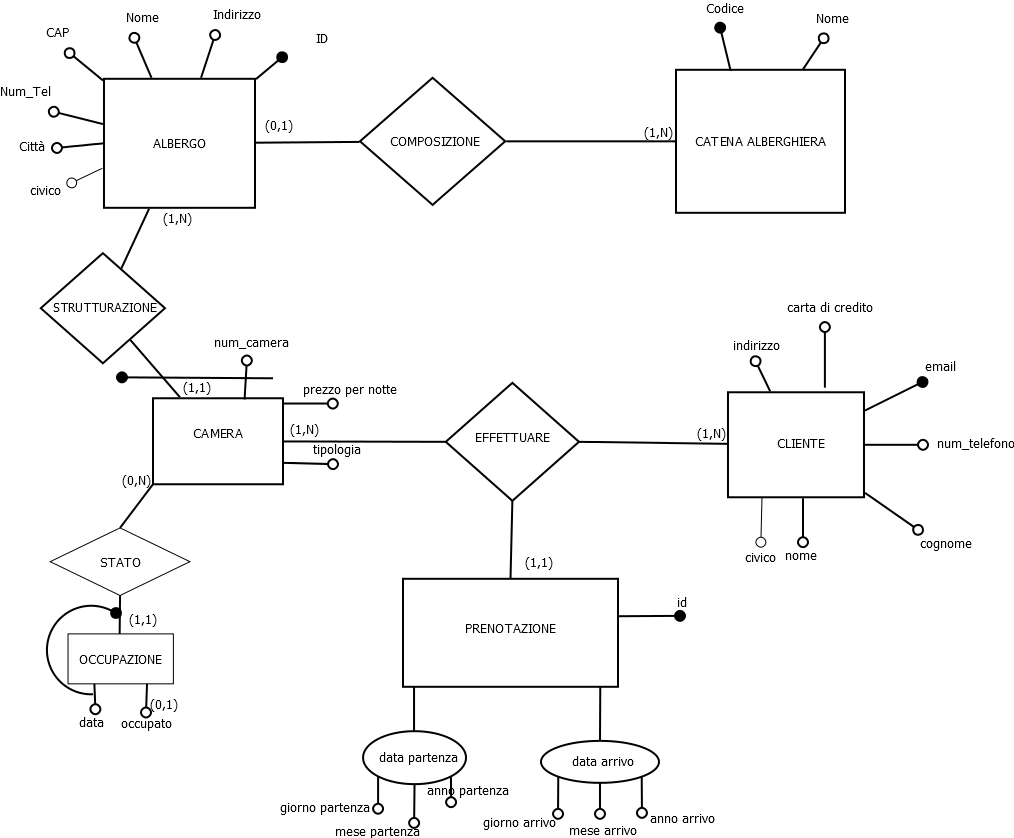 Codice
Nome
Indirizzo
Nome
CAP
ID
Num_Tel
(0,1)
(1,N)
COMPOSIZIONE
CATENA ALBERGHIERA
ALBERGO
Città
civico
(1,N)
STRUTTURAZIONE
carta di credito
num_camera
indirizzo
email
(1,1)
prezzo per notte
CAMERA
(1,N)
EFFETTUARE
(1,N)
CLIENTE
num_telefono
tipologia
(0,N)
cognome
civico
nome
STATO
(1,1)
id
(1,1)
PRENOTAZIONE
OCCUPAZIONE
(0,1)
data
occupato
data partenza
data arrivo
anno partenza
giorno partenza
anno arrivo
giorno arrivo
mese partenza
mese arrivo